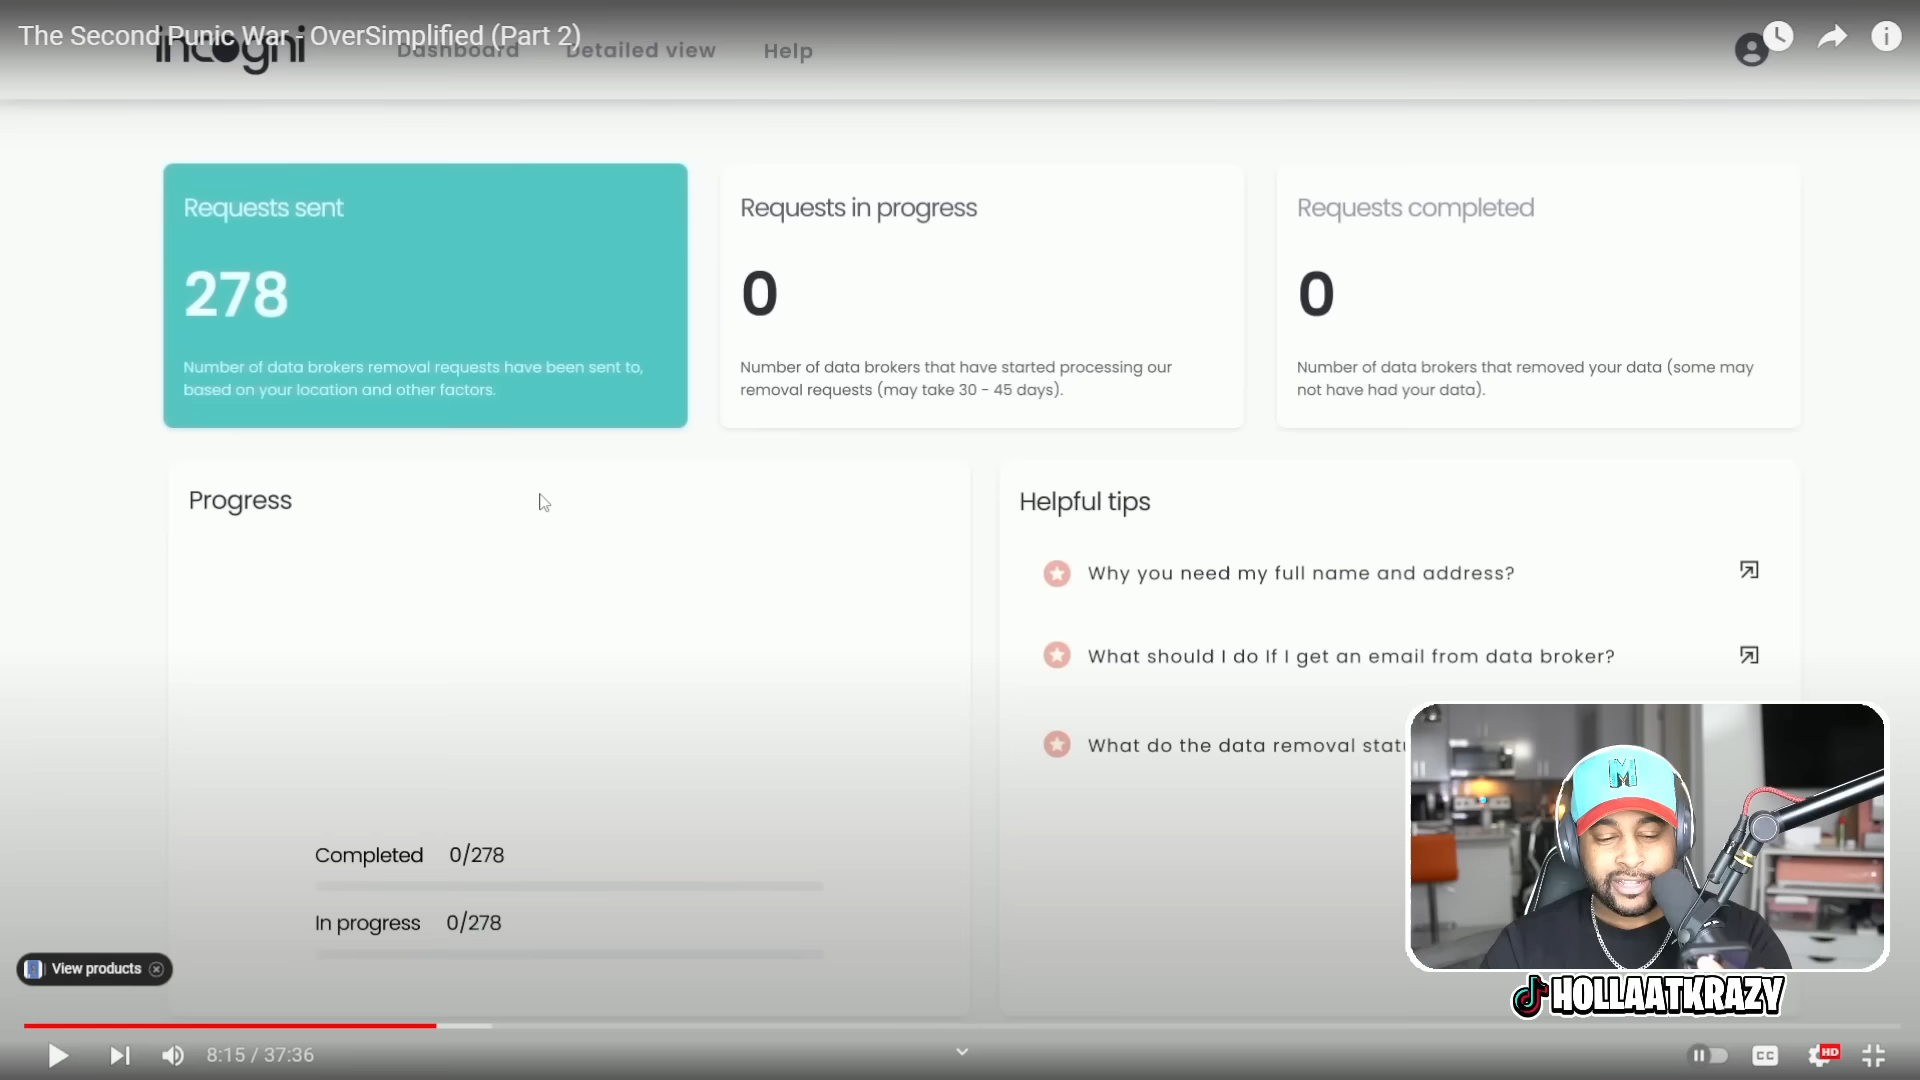 The Second Punic War - OverSimplified (Part 2)
Incogni
Dashboard
Detailed view
Help
Requests sent
278
Number of data brokers removal requests have been sent to,
based on your location and other factors.
Requests in progress
0
Number of data brokers that have started processing our
removal requests (may take 30 - 45 days).
Requests completed
0
Number of data brokers that removed your data (some may
not have had your data).
Progress
Completed 0/278
In progress 0/278
Helpful tips
Why you need my full name and address?
What should I do If I get an email from data broker?
What do the data removal statu
M
HOLLAATKRAZY
View products
8:15 / 37:36
CC
HD